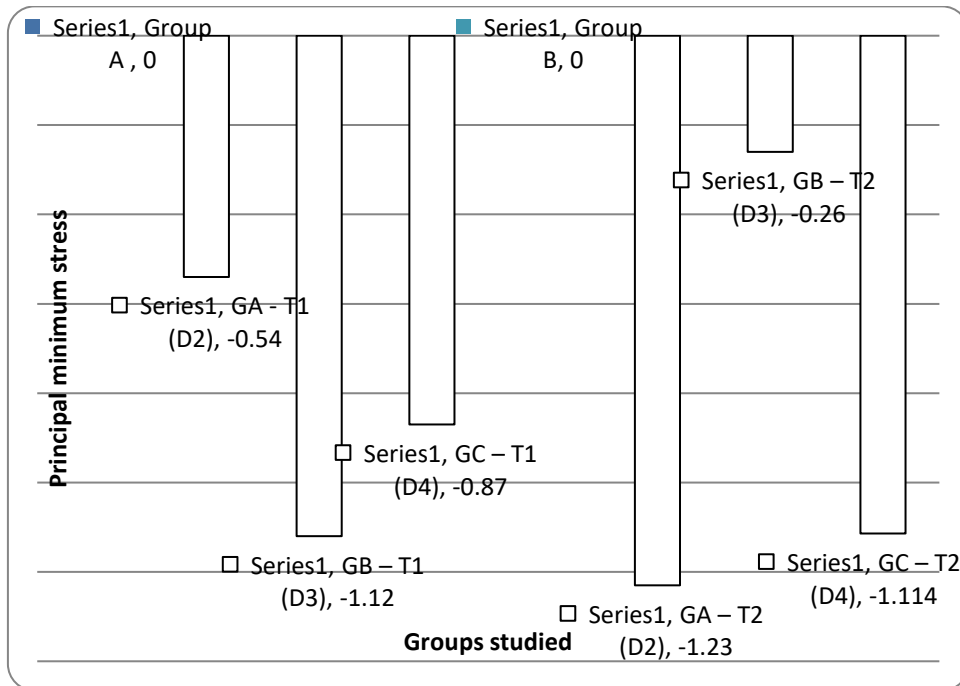 Series1, Group
A , 0
Series1, Group
B, 0
Series1, GB – T2
(D3), -0.26
Principal minimum stress
Series1, GA - T1
(D2), -0.54
Series1, GC – T1
(D4), -0.87
Series1, GB – T1
(D3), -1.12
Series1, GC – T2
(D4), -1.114
Series1, GA – T2
(D2), -1.23
Groups studied